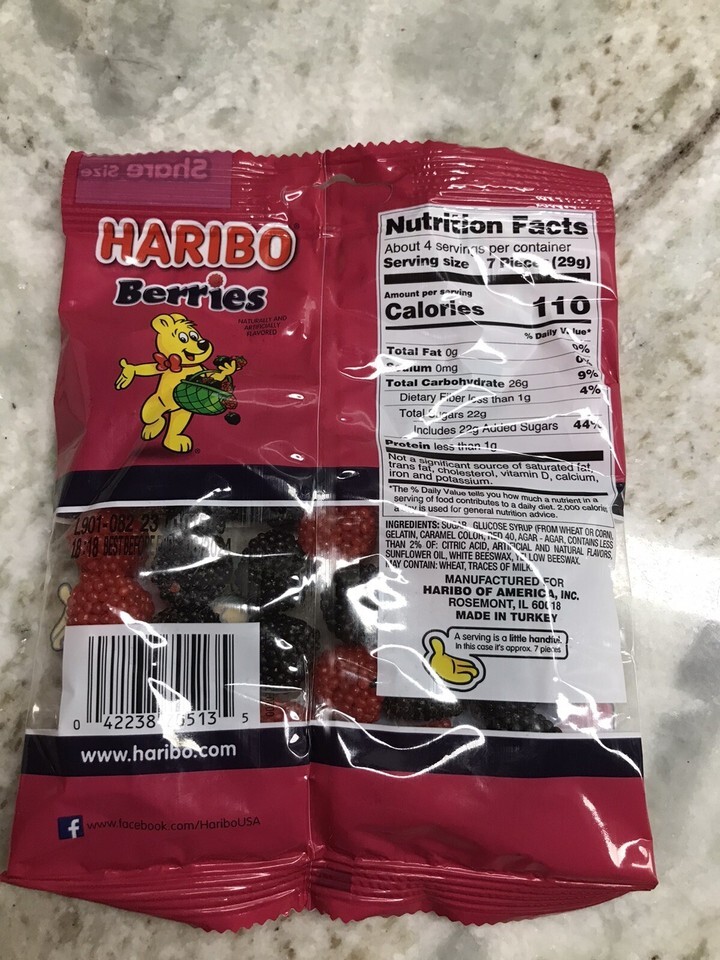 Share size
HARIBO
Berries
NATURALLY AND
ARTIFICIALLY
FLAVORED
Nutrition Facts
About 4 servings per container
Serving size 7 Pieces (29g)
Amount per serving
Calories 110
% Daily Value*
Total Fat 0g 0%
Sodium 0mg 0%
Total Carbohydrate 26g 9%
Dietary Fiber less than 1g 4%
Total Sugars 22g
Includes 22g Added Sugars 44%
Protein less than 1g
Not a significant source of saturated fat,
trans fat, cholesterol, vitamin D, calcium,
iron and potassium.
*The % Daily Value tells you how much a nutrient in a
serving of food contributes to a daily diet. 2,000 calories
a day is used for general nutrition advice.
INGREDIENTS: SUGAR, GLUCOSE SYRUP (FROM WHEAT OR CORN),
GELATIN, CARAMEL COLOR, RED 40, AGAR - AGAR, CONTAINS LESS
THAN 2% OF: CITRIC ACID, ARTIFICIAL AND NATURAL FLAVORS,
SUNFLOWER OIL, WHITE BEESWAX, YELLOW BEESWAX.
MAY CONTAIN: WHEAT, TRACES OF MILK.
MANUFACTURED FOR
HARIBO OF AMERICA, INC.
ROSEMONT, IL 60018
MADE IN TURKEY
A serving is a little handful.
In this case it's approx. 7 pieces
L901-082 23
18:48 BEST BEFORE
0 42238 5513 5
www.haribo.com
www.facebook.com/HariboUSA